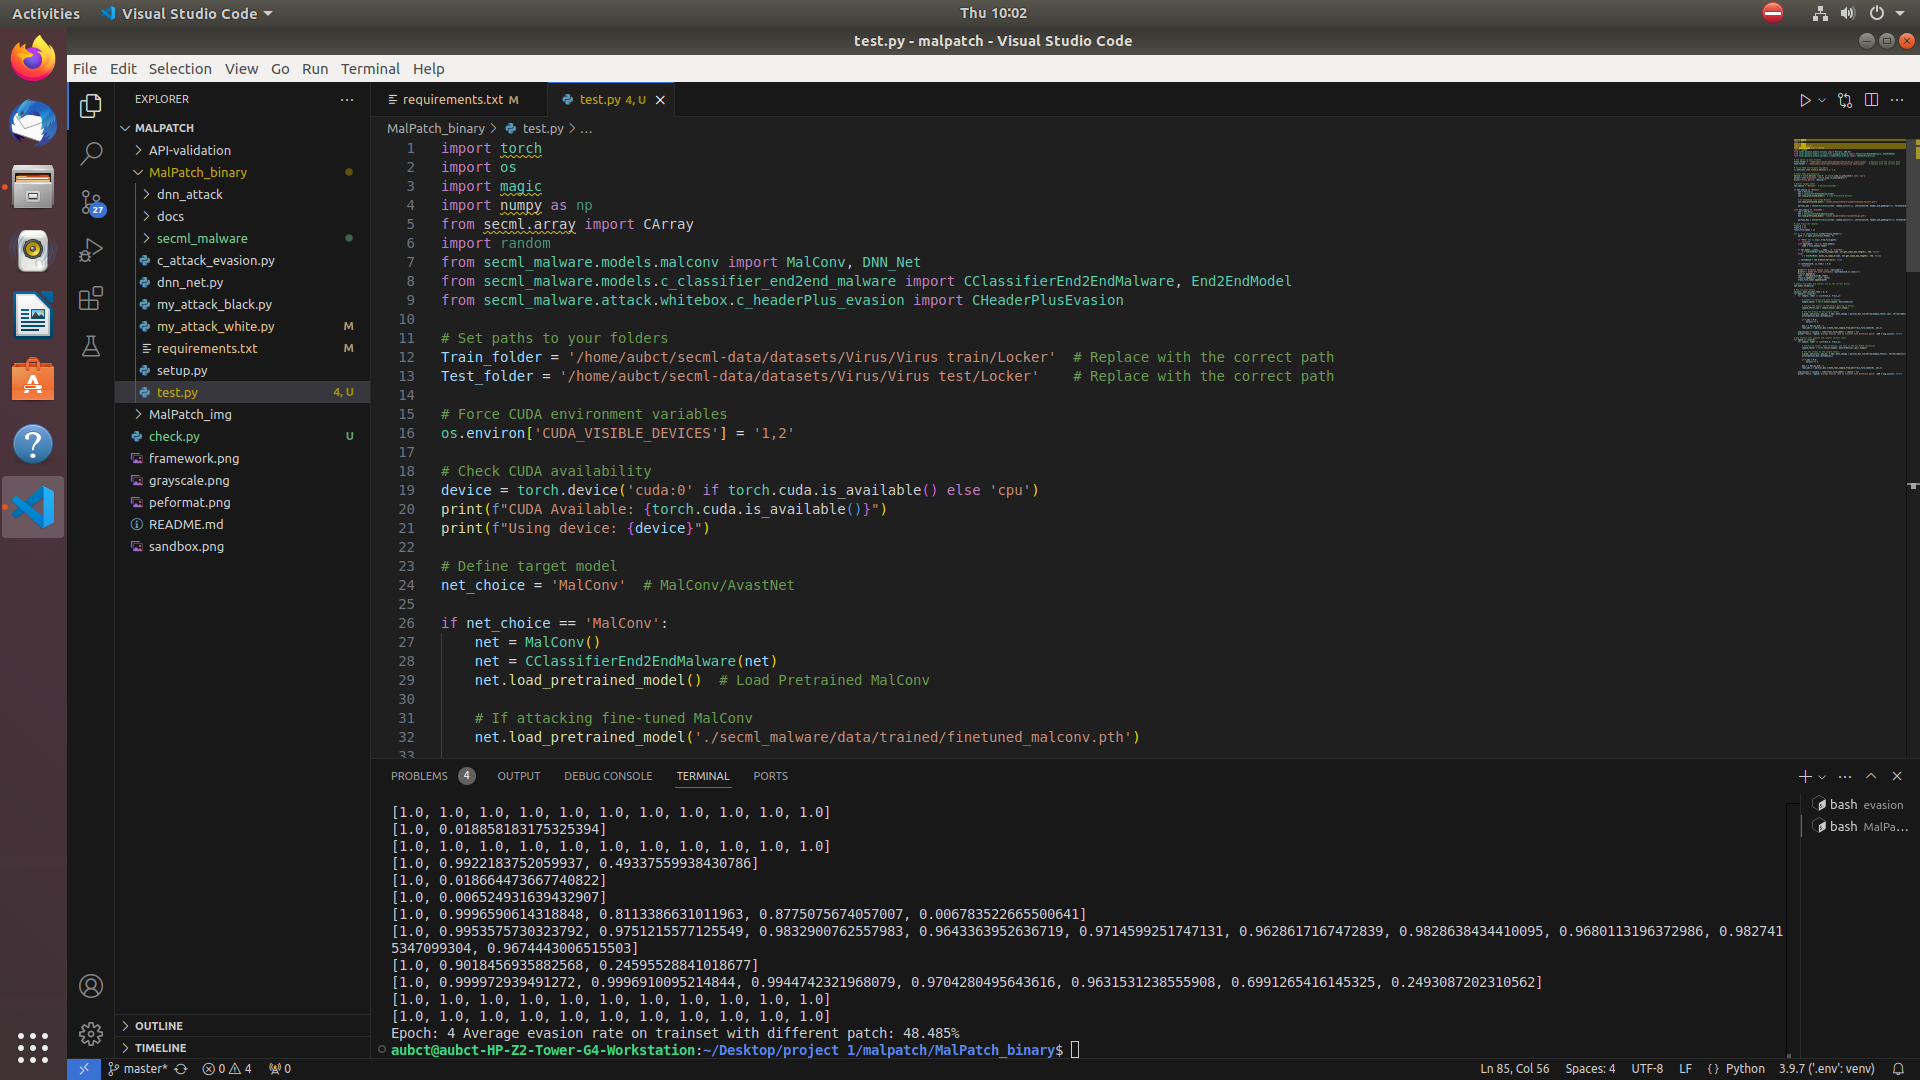 Activities
Visual Studio Code
Thu 10:02
test.py - malpatch - Visual Studio Code
File Edit Selection View Go Run Terminal Help
EXPLORER
MALPATCH
API-validation
MalPatch_binary
dnn_attack
docs
secml_malware
c_attack_evasion.py
dnn_net.py
my_attack_black.py
my_attack_white.py M
requirements.txt M
setup.py
test.py 4, U
MalPatch_img
check.py U
framework.png
grayscale.png
peformat.png
README.md
sandbox.png
OUTLINE
TIMELINE
27
requirements.txt M
test.py 4, U
MalPatch_binary > test.py > ...
1 import torch
2 import os
3 import magic
4 import numpy as np
5 from secml.array import CArray
6 import random
7 from secml_malware.models.malconv import MalConv, DNN_Net
8 from secml_malware.models.c_classifier_end2end_malware import CClassifierEnd2EndMalware, End2EndModel
9 from secml_malware.attack.whitebox.c_headerPlus_evasion import CHeaderPlusEvasion
10
11 # Set paths to your folders
12 Train_folder = '/home/aubct/secml-data/datasets/Virus/Virus train/Locker'  # Replace with the correct path
13 Test_folder = '/home/aubct/secml-data/datasets/Virus/Virus test/Locker'    # Replace with the correct path
14
15 # Force CUDA environment variables
16 os.environ['CUDA_VISIBLE_DEVICES'] = '1,2'
17
18 # Check CUDA availability
19 device = torch.device('cuda:0' if torch.cuda.is_available() else 'cpu')
20 print(f"CUDA Available: {torch.cuda.is_available()}")
21 print(f"Using device: {device}")
22
23 # Define target model
24 net_choice = 'MalConv'  # MalConv/AvastNet
25
26 if net_choice == 'MalConv':
27     net = MalConv()
28     net = CClassifierEnd2EndMalware(net)
29     net.load_pretrained_model()  # Load Pretrained MalConv
30
31     # If attacking fine-tuned MalConv
32     net.load_pretrained_model('./secml_malware/data/trained/finetuned_malconv.pth')
33
PROBLEMS 4 OUTPUT DEBUG CONSOLE TERMINAL PORTS
bash evasion
bash MalPa...
[1.0, 1.0, 1.0, 1.0, 1.0, 1.0, 1.0, 1.0, 1.0, 1.0, 1.0]
[1.0, 0.018858183175325394]
[1.0, 1.0, 1.0, 1.0, 1.0, 1.0, 1.0, 1.0, 1.0, 1.0, 1.0]
[1.0, 0.9922183752059937, 0.49337559938430786]
[1.0, 0.018664473667740822]
[1.0, 0.006524931639432907]
[1.0, 0.9996590614318848, 0.8113386631011963, 0.8775075674057007, 0.006783522665500641]
[1.0, 0.9953575730323792, 0.9751215577125549, 0.9832900762557983, 0.9643363952636719, 0.9714599251747131, 0.9628617167472839, 0.9828638434410095, 0.9680113196372986, 0.982741
5347099304, 0.9674443006515503]
[1.0, 0.9018456935882568, 0.24595528841018677]
[1.0, 0.999972939491272, 0.9996910095214844, 0.9944742321968079, 0.9704280495643616, 0.9631531238555908, 0.6991265416145325, 0.2493087202310562]
[1.0, 1.0, 1.0, 1.0, 1.0, 1.0, 1.0, 1.0, 1.0, 1.0, 1.0]
[1.0, 1.0, 1.0, 1.0, 1.0, 1.0, 1.0, 1.0, 1.0, 1.0, 1.0]
Epoch: 4 Average evasion rate on trainset with different patch: 48.485%
aubct@aubct-HP-Z2-Tower-G4-Workstation:~/Desktop/project 1/malpatch/MalPatch_binary$
master* 0 4 0
Ln 85, Col 56 Spaces: 4 UTF-8 LF {} Python 3.9.7 ('.env': venv)